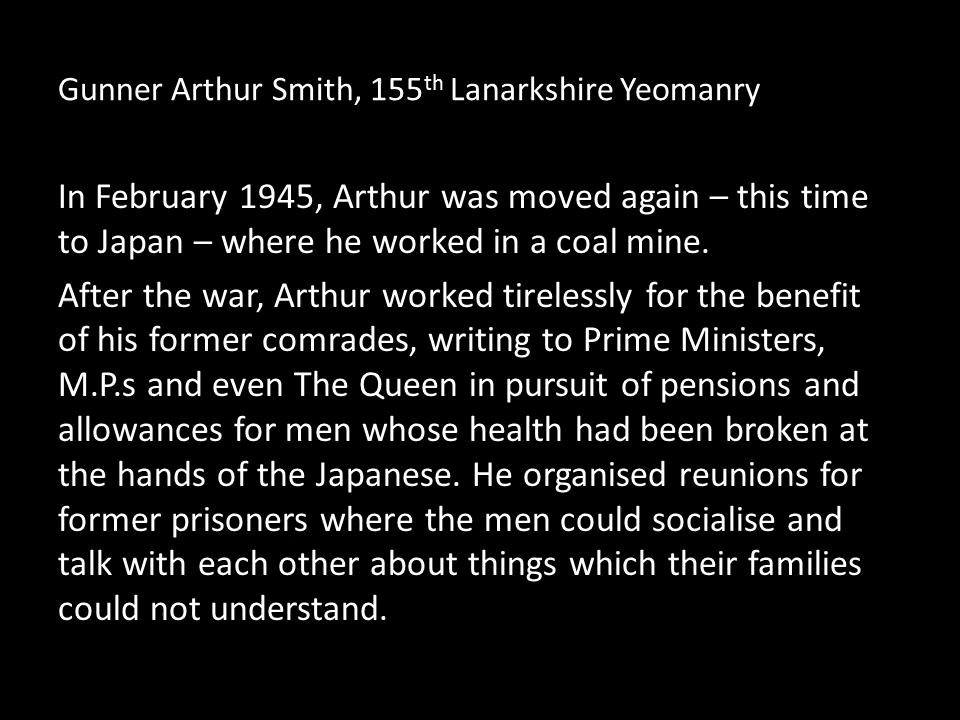 Gunner Arthur Smith, 155th Lanarkshire Yeomanry
In February 1945, Arthur was moved again – this time
to Japan – where he worked in a coal mine.
After the war, Arthur worked tirelessly for the benefit
of his former comrades, writing to Prime Ministers,
M.P.s and even The Queen in pursuit of pensions and
allowances for men whose health had been broken at
the hands of the Japanese. He organised reunions for
former prisoners where the men could socialise and
talk with each other about things which their families
could not understand.